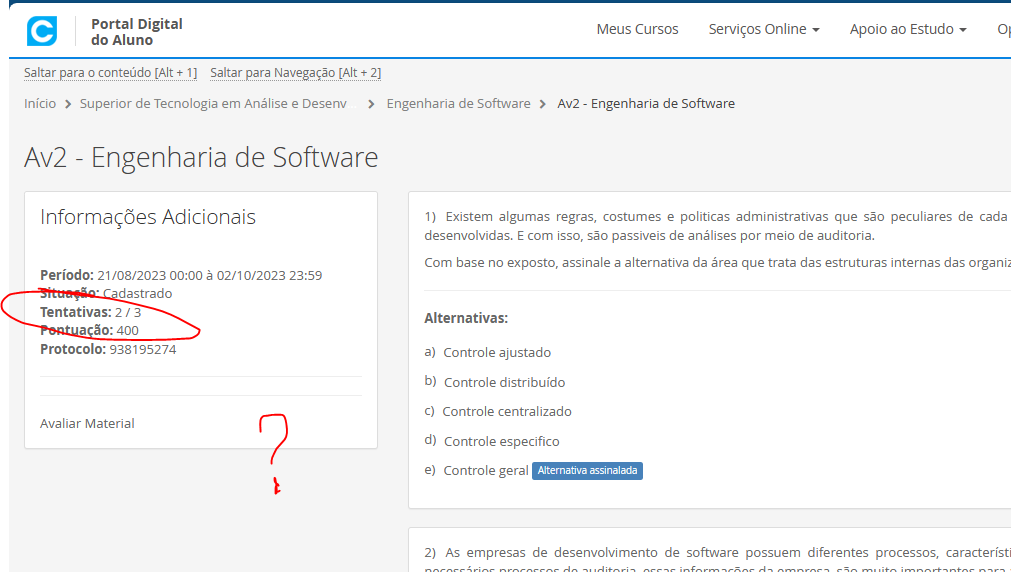 Portal Digital
do Aluno
Meus Cursos Serviços Online Apoio ao Estudo
Saltar para o conteúdo [Alt + 1] Saltar para Navegação [Alt + 2]
Início > Superior de Tecnologia em Análise e Desenv > Engenharia de Software > Av2 - Engenharia de Software
Av2 - Engenharia de Software
Informações Adicionais
Período: 21/08/2023 00:00 à 02/10/2023 23:59
Situação: Cadastrado
Tentativas: 2 / 3
Pontuação: 400
Protocolo: 938195274
Avaliar Material
?
1) Existem algumas regras, costumes e politicas administrativas que são peculiares de cada
desenvolvidas. E com isso, são passiveis de análises por meio de auditoria.
Com base no exposto, assinale a alternativa da área que trata das estruturas internas das organiz
Alternativas:
a) Controle ajustado
b) Controle distribuído
c) Controle centralizado
d) Controle especifico
e) Controle geral Alternativa assinalada
2) As empresas de desenvolvimento de software possuem diferentes processos, característi
necessários processos de auditoria, essas informações da empresa, são muito importantes para